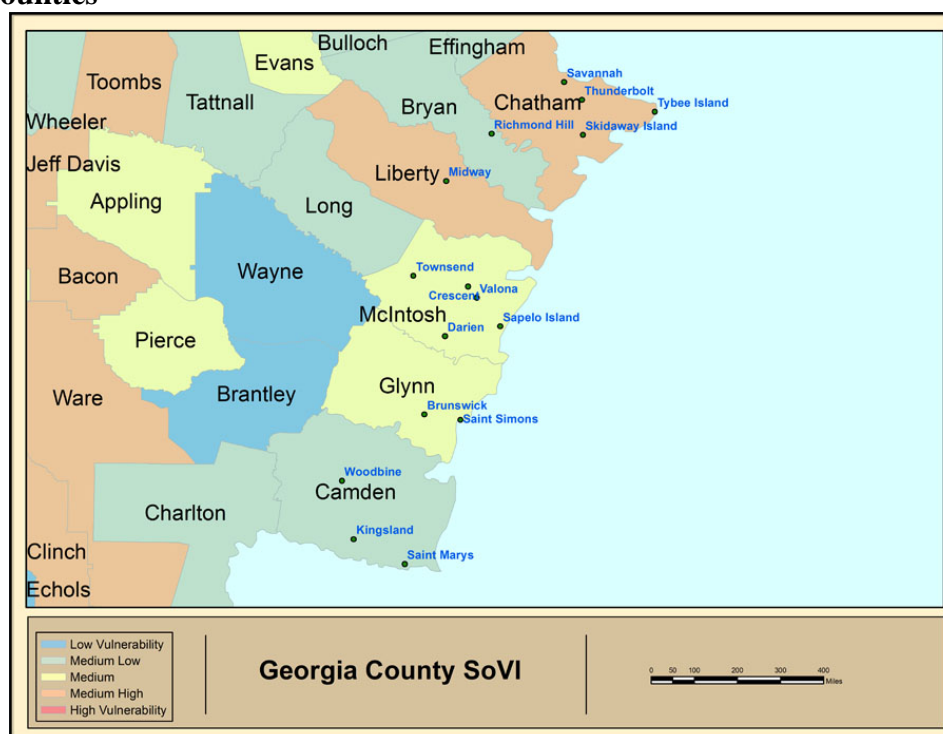 ounties
Bulloch
Effingham
Evans
Toombs
Savannah
Tattnall
Chatham
Thunderbolt
Bryan
Tybee Island
Wheeler
Richmond Hill
Skidaway Island
Jeff Davis
Liberty
Midway
Appling
Long
Bacon
Wayne
Townsend
Valona
Crescent
McIntosh
Sapelo Island
Darien
Pierce
Glynn
Ware
Brantley
Brunswick
Saint Simons
Woodbine
Camden
Charlton
Kingsland
Clinch
Saint Marys
Echols
Low Vulnerability
Medium Low
Medium
Medium High
High Vulnerability
Georgia County SoVI
0 50 100 200 300 400
Miles